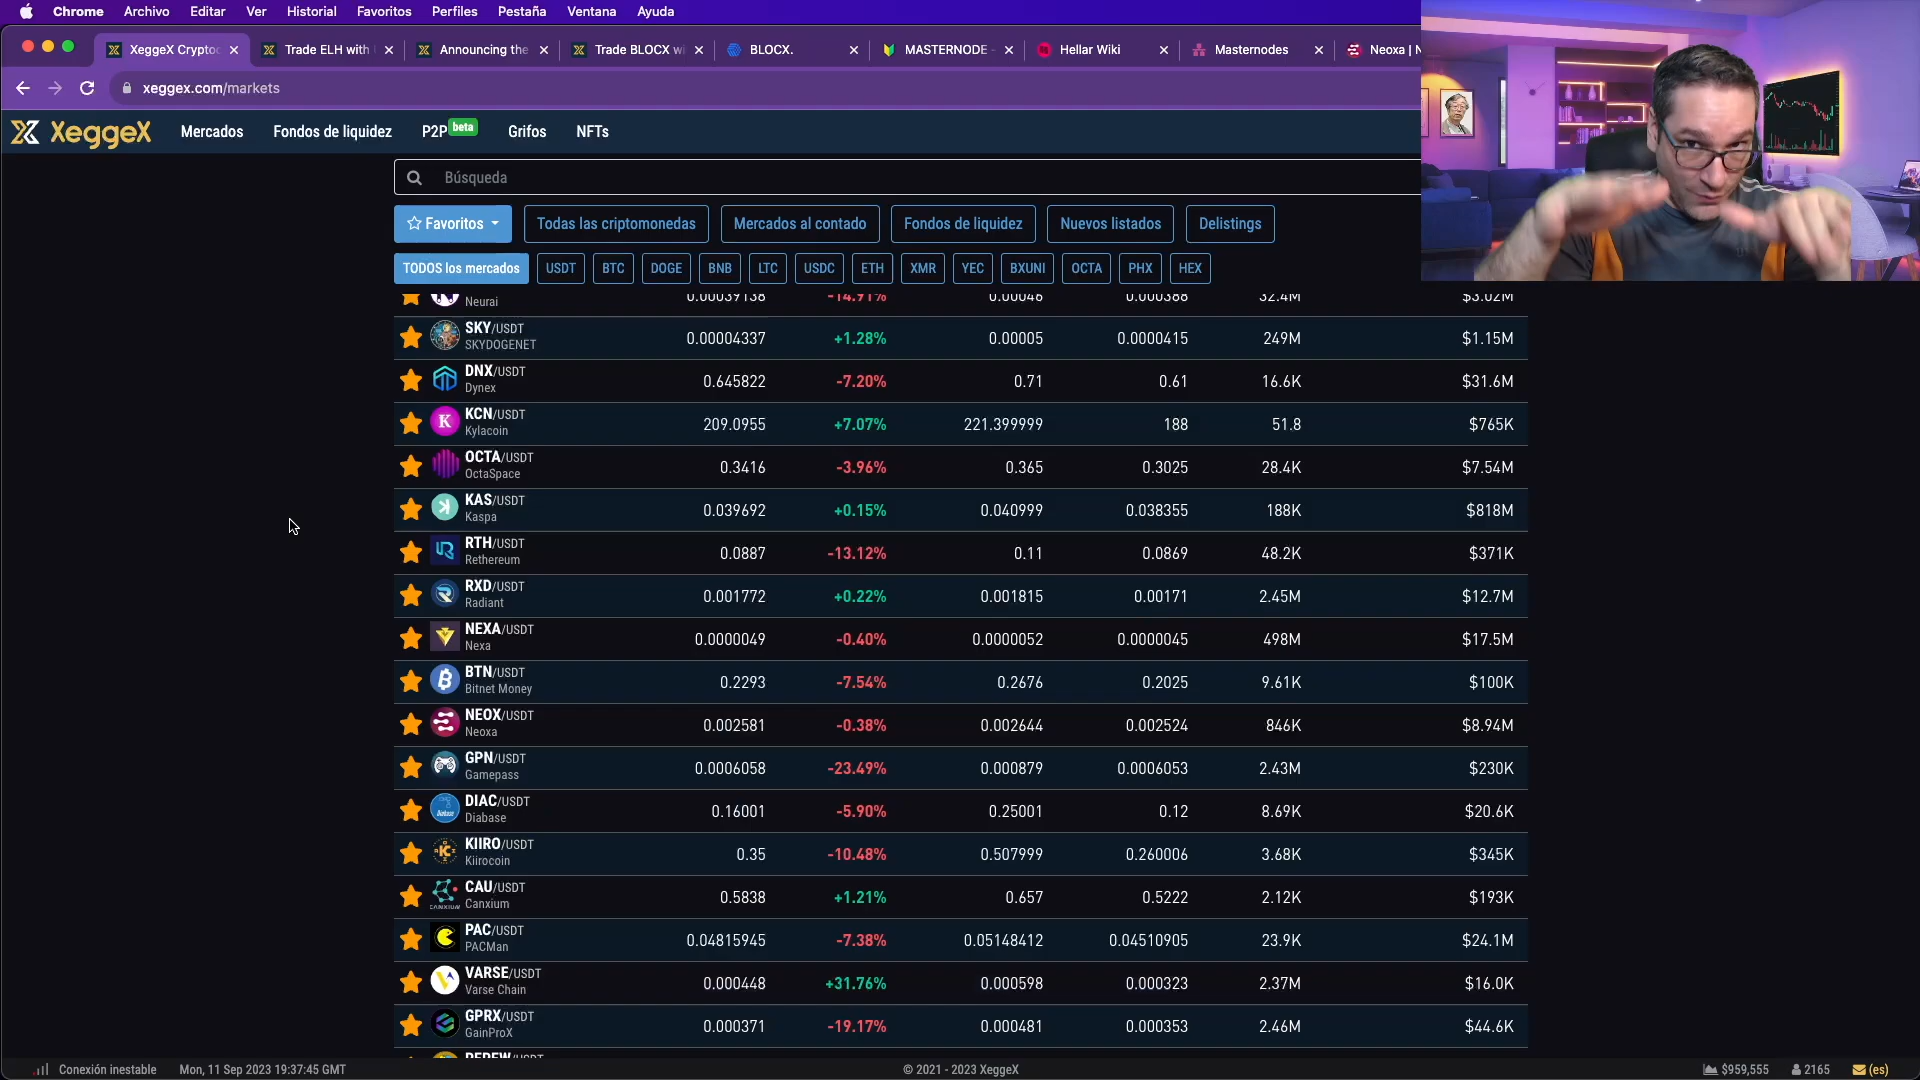 Chrome Archivo Editar Ver Historial Favoritos Perfiles Pestaña Ventana Ayuda
XeggeX Crypto Trade ELH with Announcing the Trade BLOCX wi BLOCX. MASTERNODE - Hellar Wiki Masternodes Neoxa | N
xeggex.com/markets
XeggeX Mercados Fondos de liquidez P2P beta Grifos NFTs
Búsqueda
Favoritos Todas las criptomonedas Mercados al contado Fondos de liquidez Nuevos listados Delistings
TODOS los mercados USDT BTC DOGE BNB LTC USDC ETH XMR YEC BXUNI OCTA PHX HEX
Neurai 0.00039138 -14.91% 0.00046 0.000388 32.4M $3.02M
SKY/USDT
SKYDOGENET 0.00004337 +1.28% 0.00005 0.0000415 249M $1.15M
DNX/USDT
Dynex 0.645822 -7.20% 0.71 0.61 16.6K $31.6M
KCN/USDT
Kylacoin 209.0955 +7.07% 221.399999 188 51.8 $765K
OCTA/USDT
OctaSpace 0.3416 -3.96% 0.365 0.3025 28.4K $7.54M
KAS/USDT
Kaspa 0.039692 +0.15% 0.040999 0.038355 188K $818M
RTH/USDT
Rethereum 0.0887 -13.12% 0.11 0.0869 48.2K $371K
RXD/USDT
Radiant 0.001772 +0.22% 0.001815 0.00171 2.45M $12.7M
NEXA/USDT
Nexa 0.0000049 -0.40% 0.0000052 0.0000045 498M $17.5M
BTN/USDT
Bitnet Money 0.2293 -7.54% 0.2676 0.2025 9.61K $100K
NEOX/USDT
Neoxa 0.002581 -0.38% 0.002644 0.002524 846K $8.94M
GPN/USDT
Gamepass 0.0006058 -23.49% 0.000879 0.0006053 2.43M $230K
DIAC/USDT
Diabase 0.16001 -5.90% 0.25001 0.12 8.69K $20.6K
KIIRO/USDT
Kiirocoin 0.35 -10.48% 0.507999 0.260006 3.68K $345K
CAU/USDT
Canxium 0.5838 +1.21% 0.657 0.5222 2.12K $193K
PAC/USDT
PACMan 0.04815945 -7.38% 0.05148412 0.04510905 23.9K $24.1M
VARSE/USDT
Varse Chain 0.000448 +31.76% 0.000598 0.000323 2.37M $16.0K
GPRX/USDT
GainProX 0.000371 -19.17% 0.000481 0.000353 2.46M $44.6K
Conexión inestable Mon, 11 Sep 2023 19:37:45 GMT © 2021 - 2023 XeggeX $959,555 2165 (es)